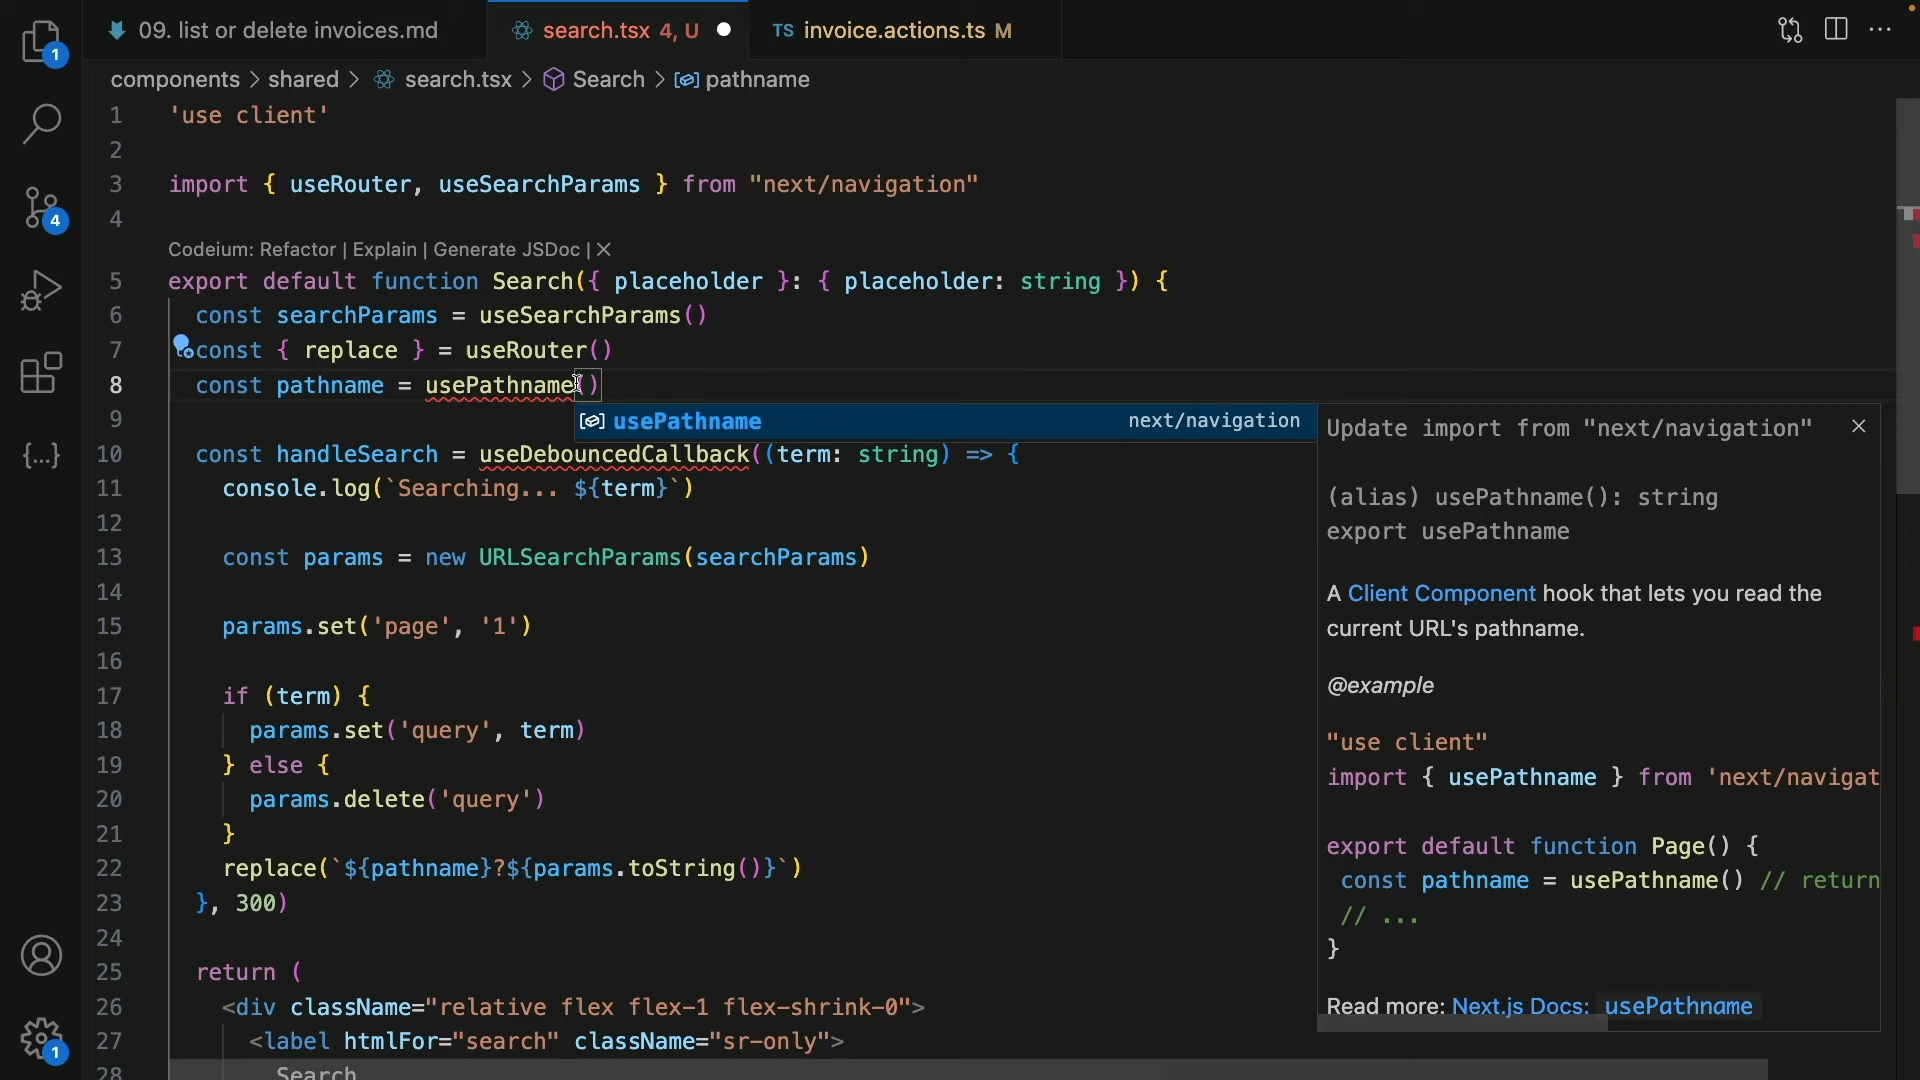 1
09. list or delete invoices.md
search.tsx 4, U
TS invoice.actions.ts M
components > shared > search.tsx > Search > pathname
1 'use client'
2
3 import { useRouter, useSearchParams } from "next/navigation"
4
Codeium: Refactor | Explain | Generate JSDoc | ✕
5 export default function Search({ placeholder }: { placeholder: string }) {
6 const searchParams = useSearchParams()
7 const { replace } = useRouter()
8 const pathname = usePathname()
9
usePathname next/navigation
10 const handleSearch = useDebouncedCallback((term: string) => {
11 console.log(`Searching... ${term}`)
12
13 const params = new URLSearchParams(searchParams)
14
15 params.set('page', '1')
16
17 if (term) {
18 params.set('query', term)
19 } else {
20 params.delete('query')
21 }
22 replace(`${pathname}?${params.toString()}`)
23 }, 300)
24
25 return (
26 <div className="relative flex flex-1 flex-shrink-0">
27 <label htmlFor="search" className="sr-only">
28 Search
Update import from "next/navigation"
(alias) usePathname(): string
export usePathname
A Client Component hook that lets you read the
current URL's pathname.
@example
"use client"
import { usePathname } from 'next/navigat
export default function Page() {
const pathname = usePathname() // return
// ...
}
Read more: Next.js Docs: usePathname
4
{...}
1